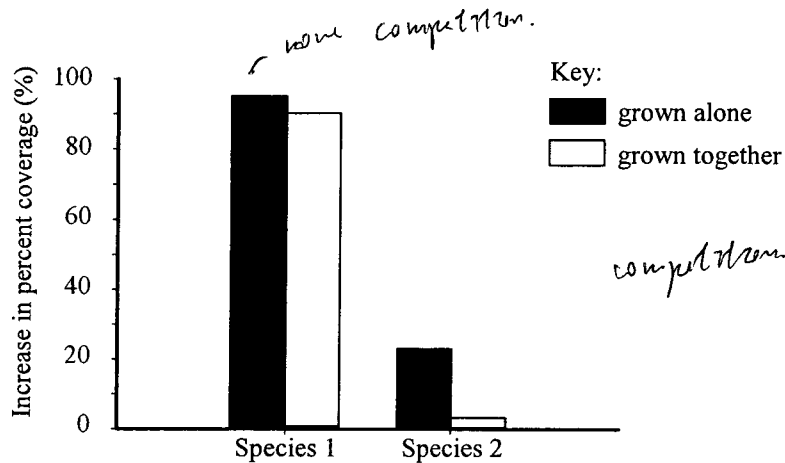 none competition.
Key:
grown alone
grown together
competition
Increase in percent coverage (%)
100
80
60
40
20
0
Species 1
Species 2